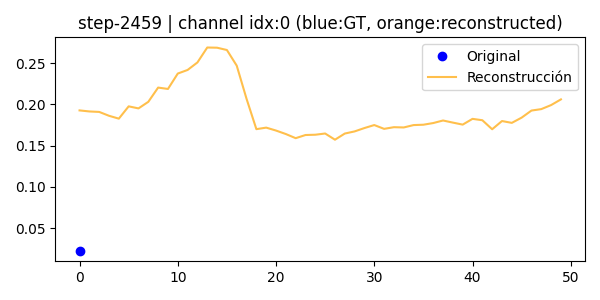 step-2459 | channel idx:0 (blue:GT, orange:reconstructed)
Original
Reconstrucción
0.25
0.20
0.15
0.10
0.05
0 10 20 30 40 50